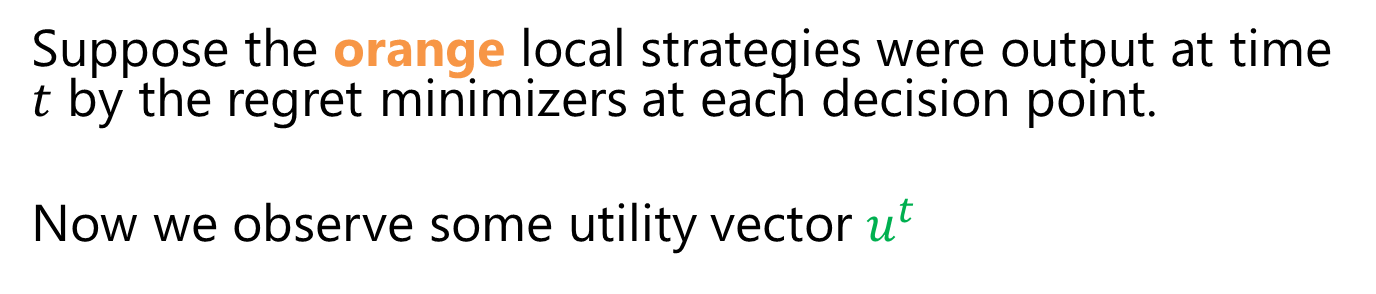 Suppose the orange local strategies were output at time
t by the regret minimizers at each decision point.
Now we observe some utility vector u^t